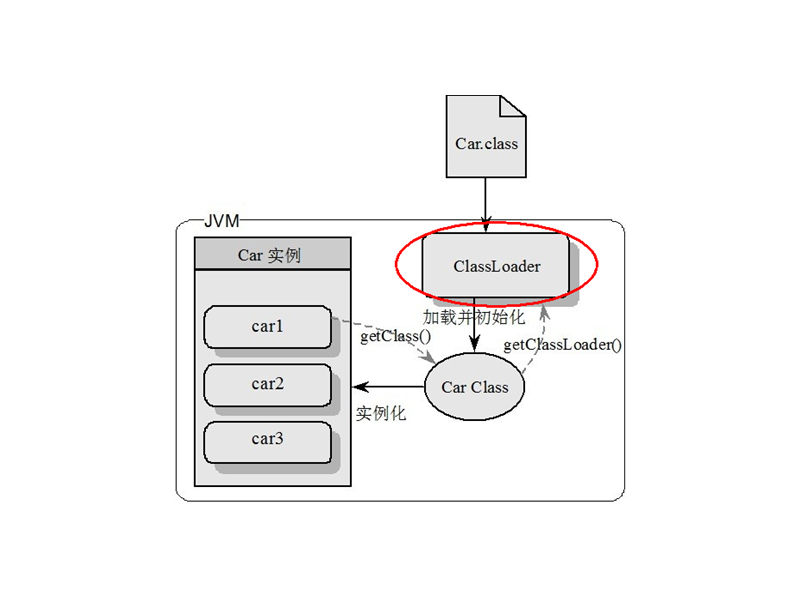 Car.class
JVM
Car 实例
ClassLoader
加载并初始化
car1
getClass()
getClassLoader()
car2
Car Class
实例化
car3